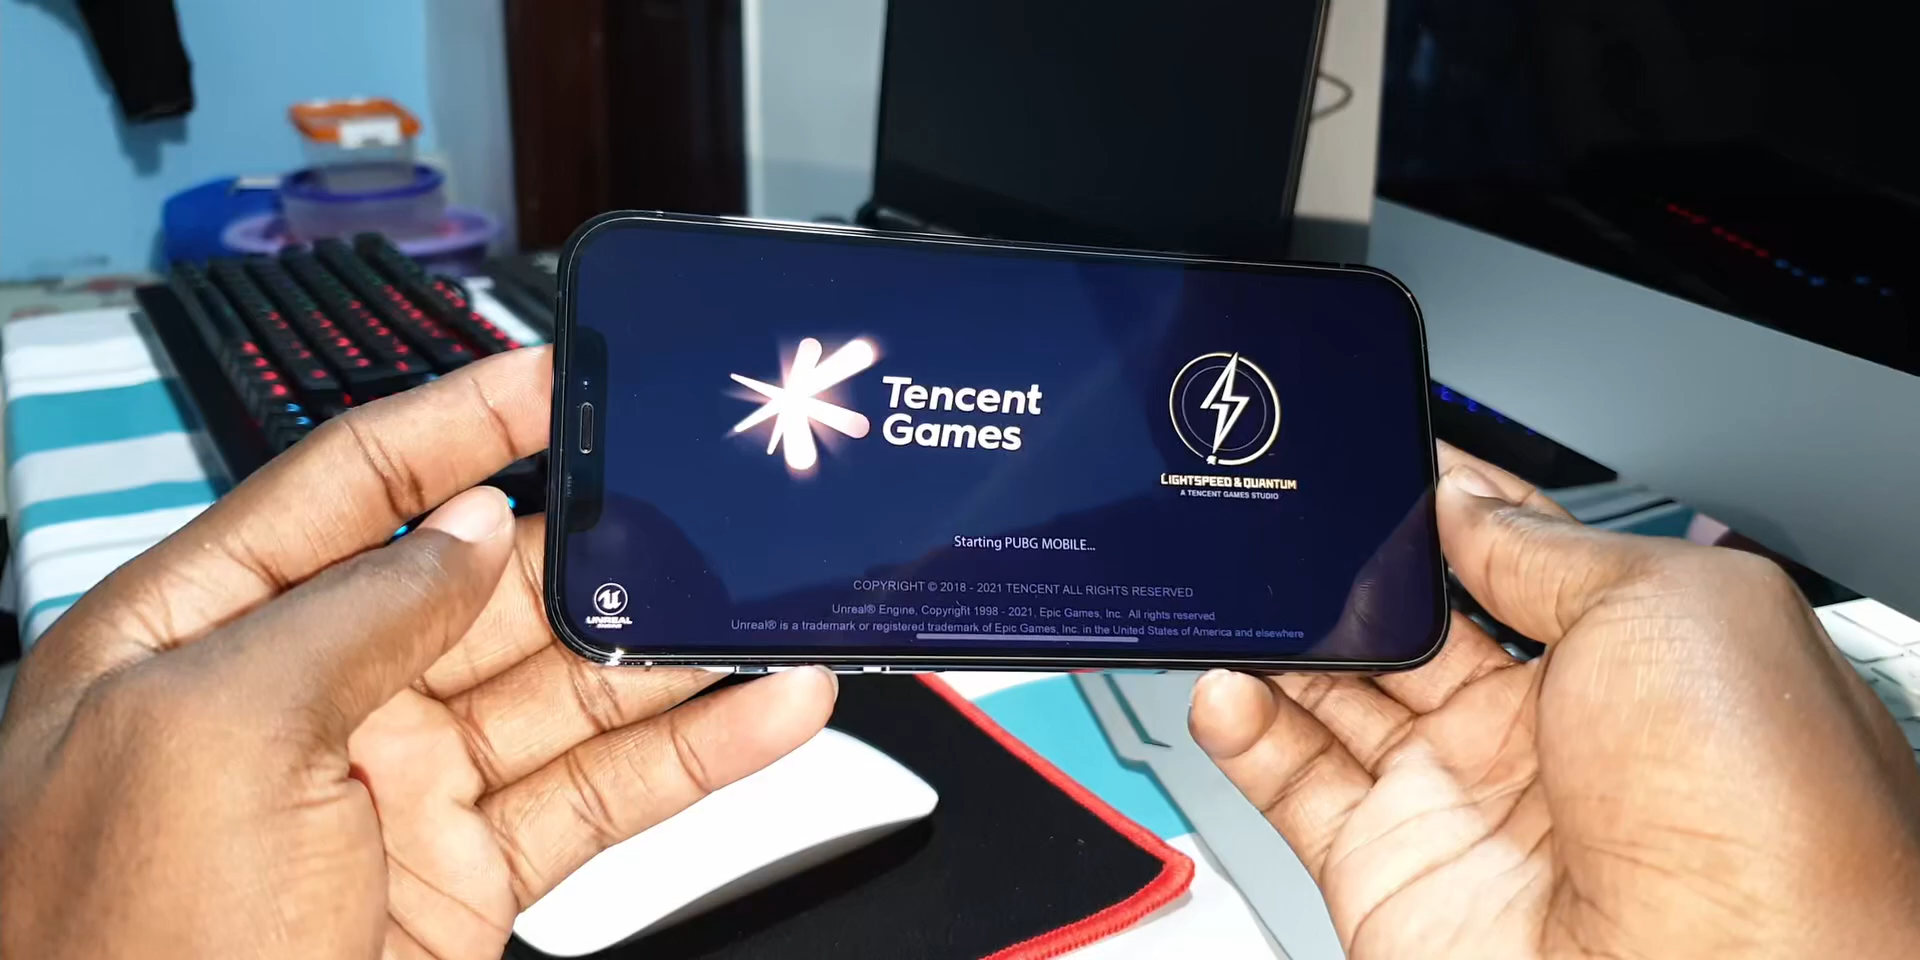 Tencent
Games
LIGHTSPEED & QUANTUM
A TENCENT GAMES STUDIO
Starting PUBG MOBILE...
COPYRIGHT © 2018 - 2021 TENCENT ALL RIGHTS RESERVED
Unreal® Engine, Copyright 1998 - 2021, Epic Games, Inc. All rights reserved
Unreal® is a trademark or registered trademark of Epic Games, Inc. in the United States of America and elsewhere
UNREAL